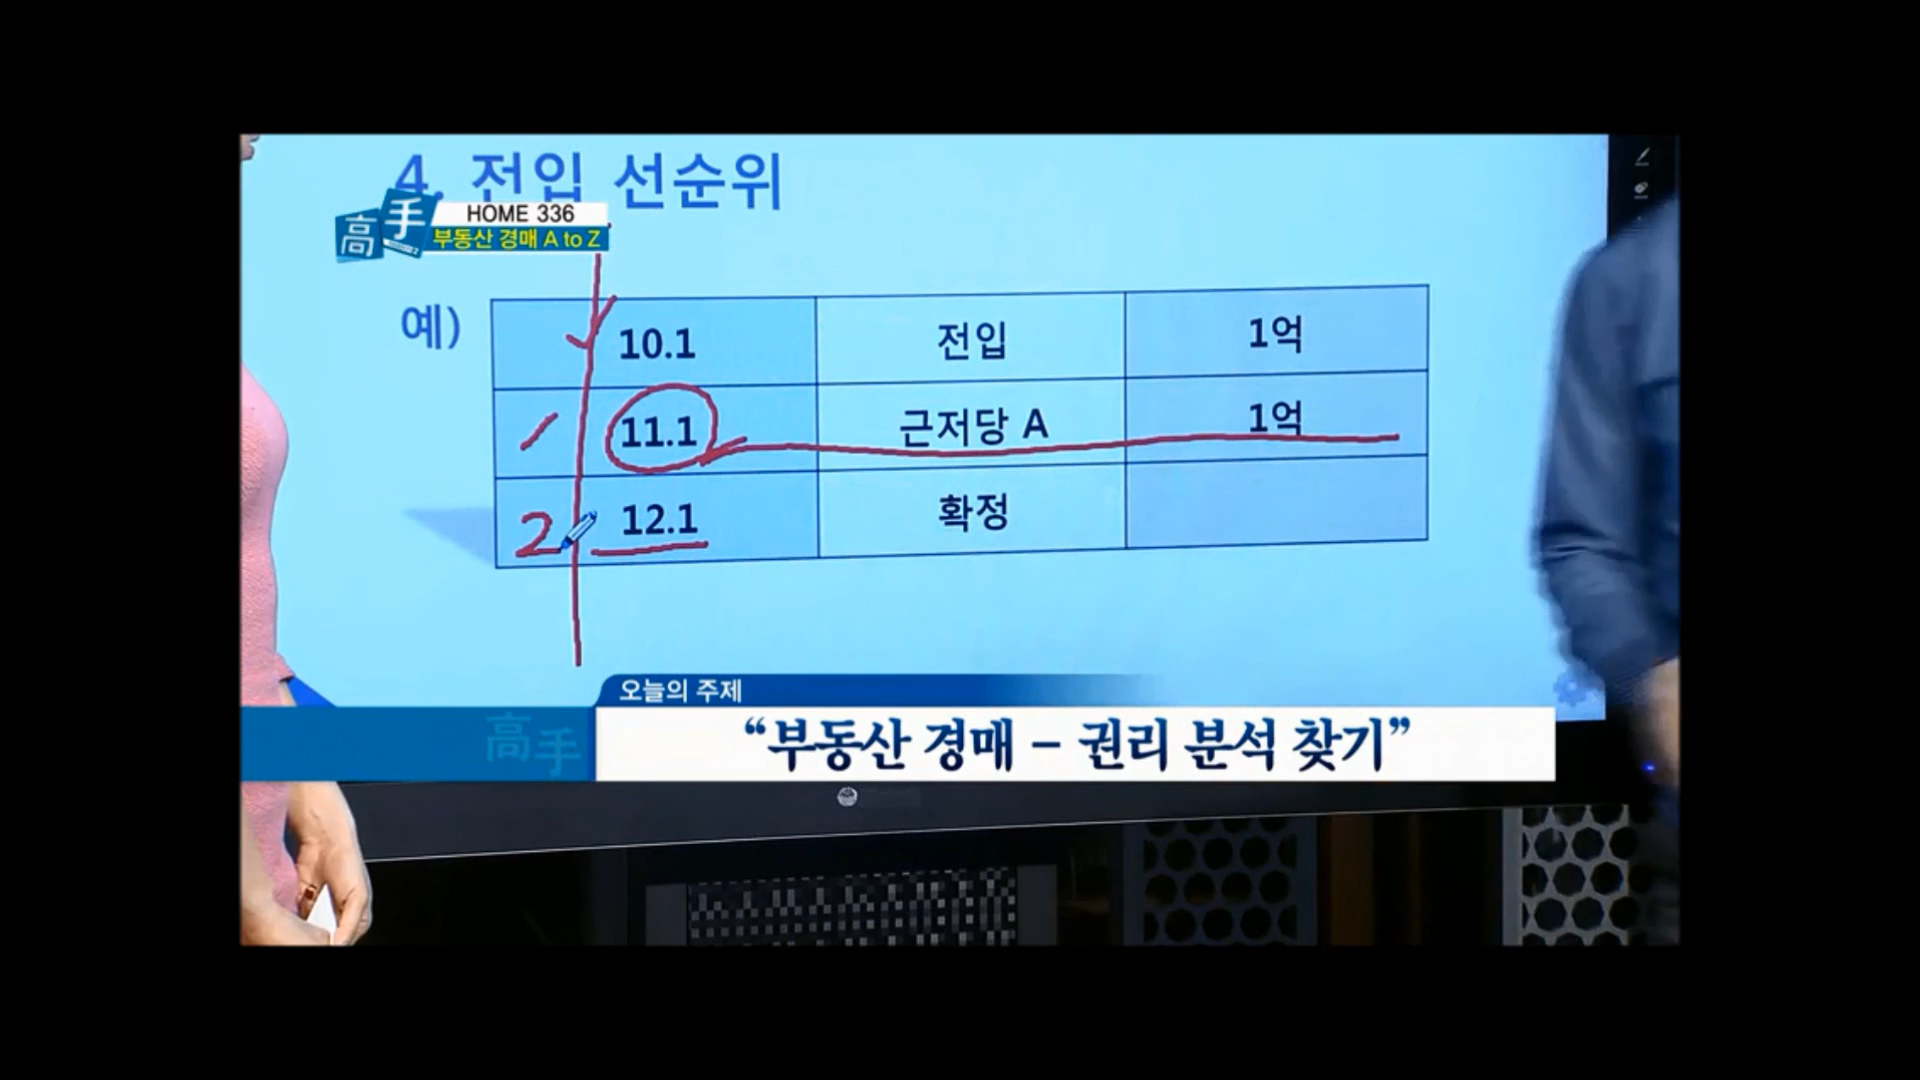 4. 전입 선순위
高手
HOME 336
부동산 경매 A to Z
예)
10.1 전입 1억
1 11.1 근저당 A 1억
2 12.1 확정
오늘의 주제
高手
“부동산 경매 – 권리 분석 찾기”